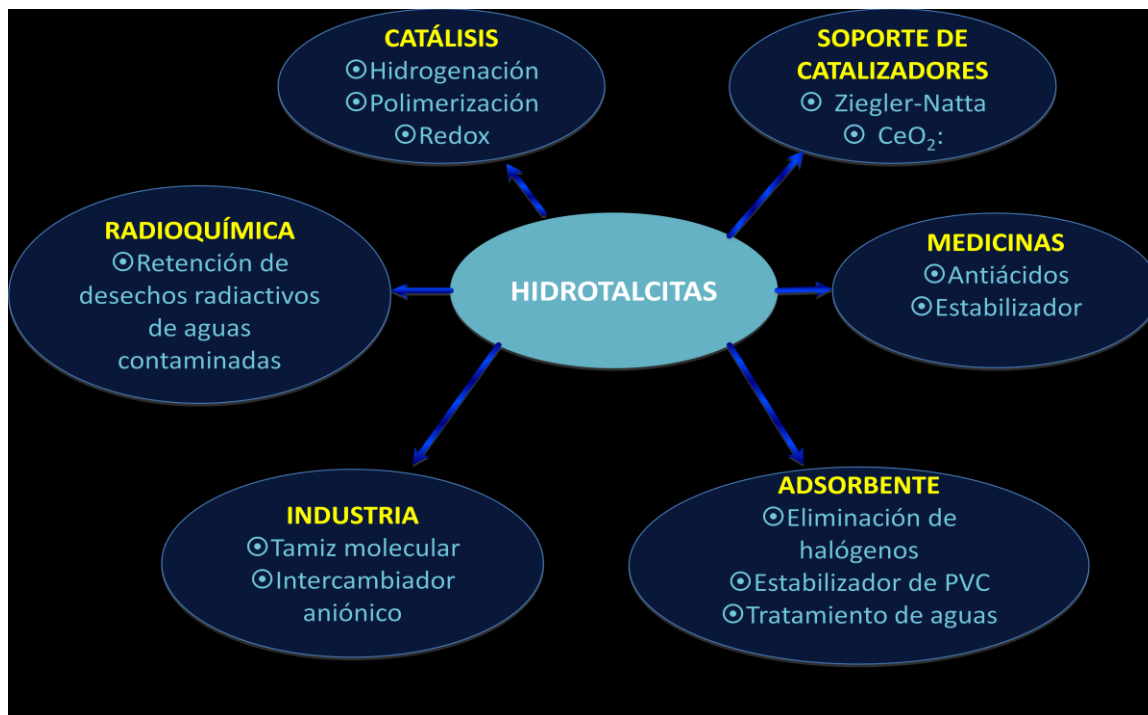 CATÁLISIS
⦿Hidrogenación
⦿Polimerización
⦿Redox
SOPORTE DE
CATALIZADORES
⦿ Ziegler-Natta
⦿ CeO₂:
RADIOQUÍMICA
⦿Retención de
desechos radiactivos
de aguas
contaminadas
HIDROTALCITAS
MEDICINAS
⦿Antiácidos
⦿Estabilizador
INDUSTRIA
⦿Tamiz molecular
⦿Intercambiador
aniónico
ADSORBENTE
⦿Eliminación de
halógenos
⦿Estabilizador de PVC
⦿Tratamiento de aguas